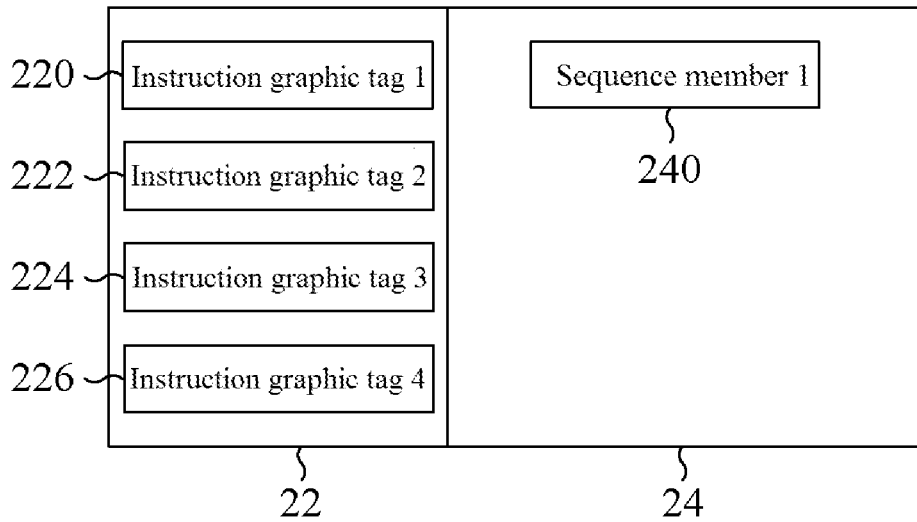 220 Instruction graphic tag 1 Sequence member 1
222 Instruction graphic tag 2 240
224 Instruction graphic tag 3
226 Instruction graphic tag 4
22 24